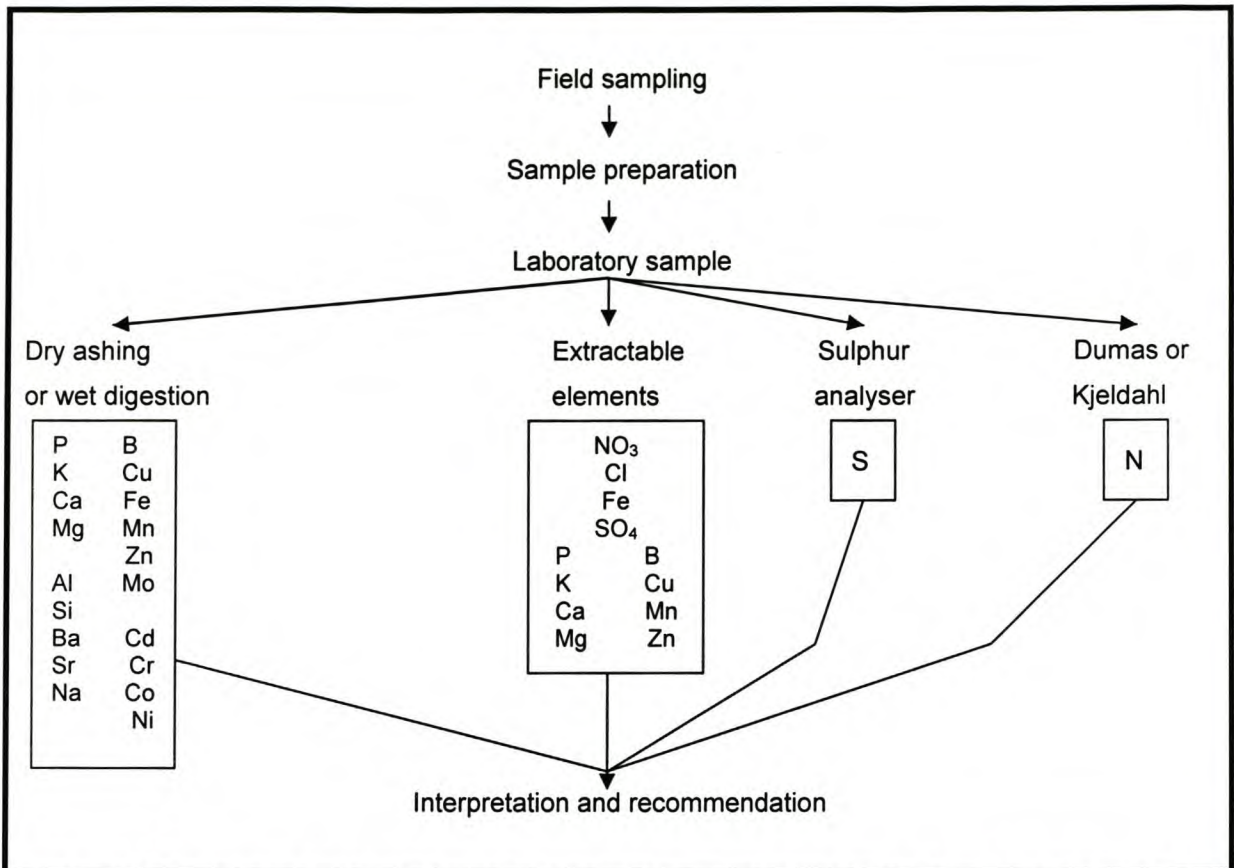 Field sampling
Sample preparation
Laboratory sample
Dry ashing
or wet digestion
P B
K Cu
Ca Fe
Mg Mn
Zn
Al Mo
Si
Ba Cd
Sr Cr
Na Co
Ni
Extractable
elements
NO₃
Cl
Fe
SO₄
P B
K Cu
Ca Mn
Mg Zn
Sulphur
analyser
S
Dumas or
Kjeldahl
N
Interpretation and recommendation